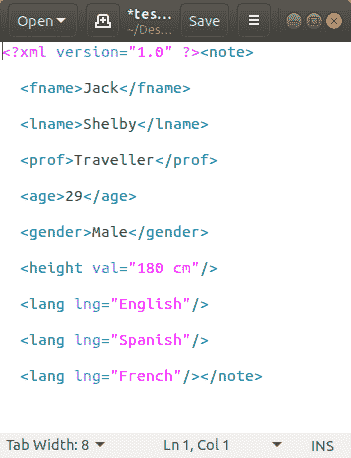 Open *tes... Save
~/Des...
<?xml version="1.0" ?><note>
<fname>Jack</fname>
<lname>Shelby</lname>
<prof>Traveller</prof>
<age>29</age>
<gender>Male</gender>
<height val="180 cm"/>
<lang lng="English"/>
<lang lng="Spanish"/>
<lang lng="French"/></note>
Tab Width: 8 Ln 1, Col 1 INS